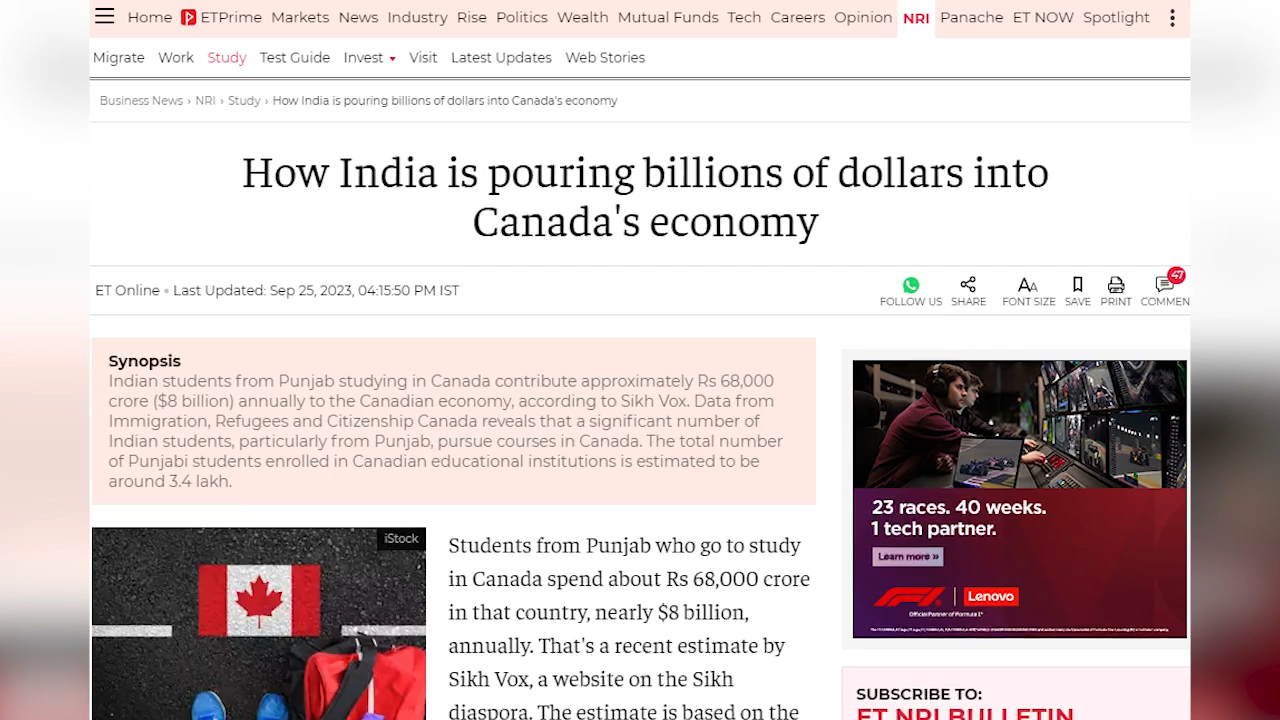 Home ETPrime Markets News Industry Rise Politics Wealth Mutual Funds Tech Careers Opinion NRI Panache ET NOW Spotlight
Migrate Work Study Test Guide Invest Visit Latest Updates Web Stories
Business News › NRI › Study › How India is pouring billions of dollars into Canada's economy
How India is pouring billions of dollars into
Canada's economy
ET Online Last Updated: Sep 25, 2023, 04:15:50 PM IST
47
FOLLOW US SHARE FONT SIZE SAVE PRINT COMMEN
Synopsis
Indian students from Punjab studying in Canada contribute approximately Rs 68,000
crore ($8 billion) annually to the Canadian economy, according to Sikh Vox. Data from
Immigration, Refugees and Citizenship Canada reveals that a significant number of
Indian students, particularly from Punjab, pursue courses in Canada. The total number
of Punjabi students enrolled in Canadian educational institutions is estimated to be
around 3.4 lakh.
iStock
Students from Punjab who go to study
in Canada spend about Rs 68,000 crore
in that country, nearly $8 billion,
annually. That's a recent estimate by
Sikh Vox, a website on the Sikh
diaspora. The estimate is based on the
23 races. 40 weeks.
1 tech partner.
Learn more »
F1 Lenovo
Official Partner of Formula 1®
SUBSCRIBE TO:
ET NRI BULLETIN